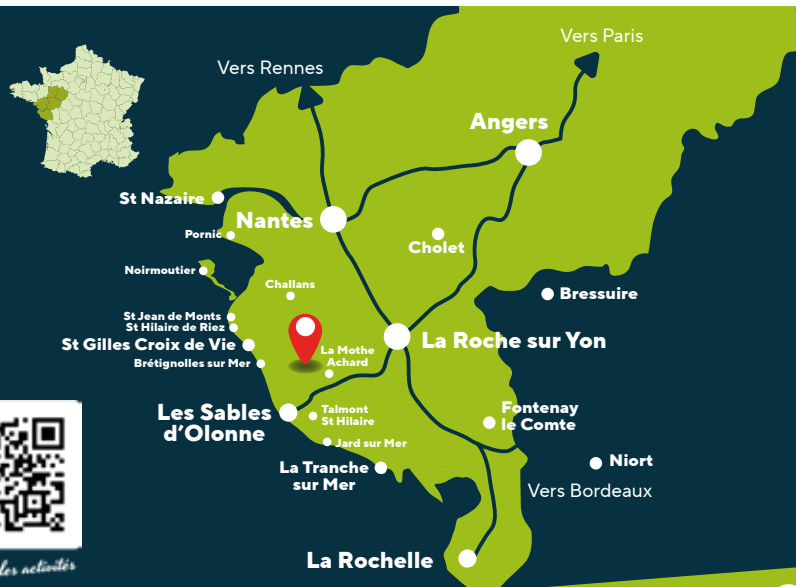 Vers Paris
Vers Rennes
Angers
St Nazaire
Nantes
Pornic
Cholet
Noirmoutier
Challans
Bressuire
St Jean de Monts
St Hilaire de Riez
St Gilles Croix de Vie
La Roche sur Yon
La Mothe
Achard
Brétignolles sur Mer
Les Sables
d'Olonne
Talmont
St Hilaire
Fontenay
le Comte
Jard sur Mer
La Tranche
sur Mer
Niort
Vers Bordeaux
La Rochelle
les activités